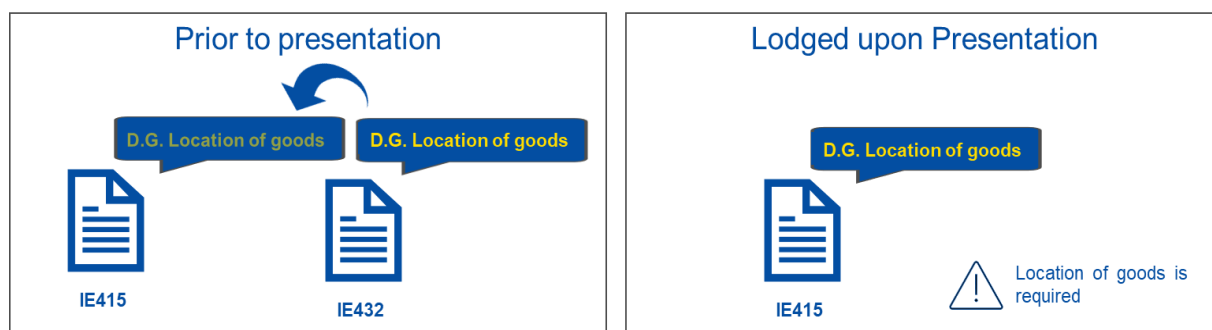 Prior to presentation
D.G. Location of goods
D.G. Location of goods
IE415
IE432
Lodged upon Presentation
D.G. Location of goods
IE415
Location of goods is
required